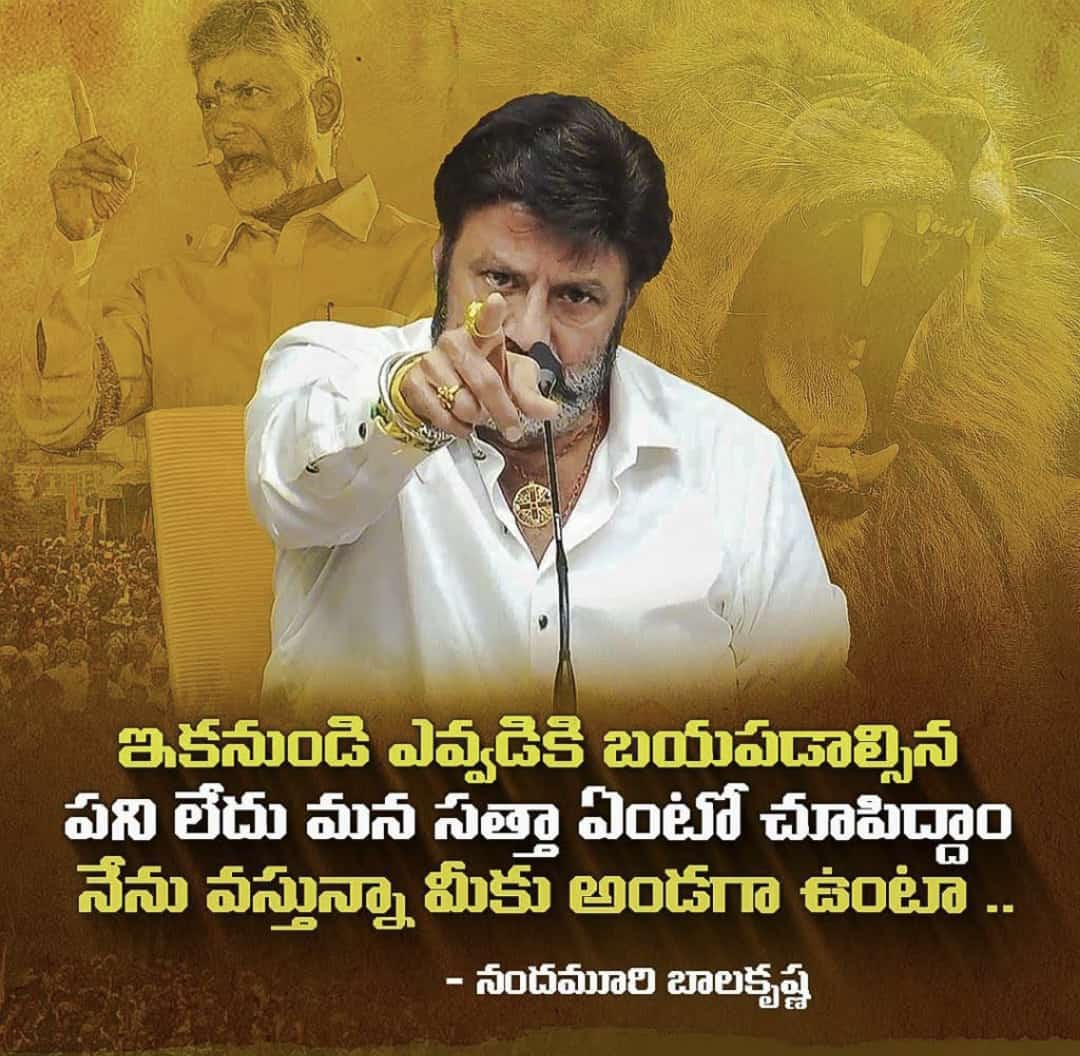 ఇకనుండి ఎవ్వడికి బయపడాల్సిన
పని లేదు మన సత్తా ఏంటో చూపిద్దాం
నేను వస్తున్నా మీకు అండగా ఉంటా ..
- నందమూరి బాలకృష్ణ